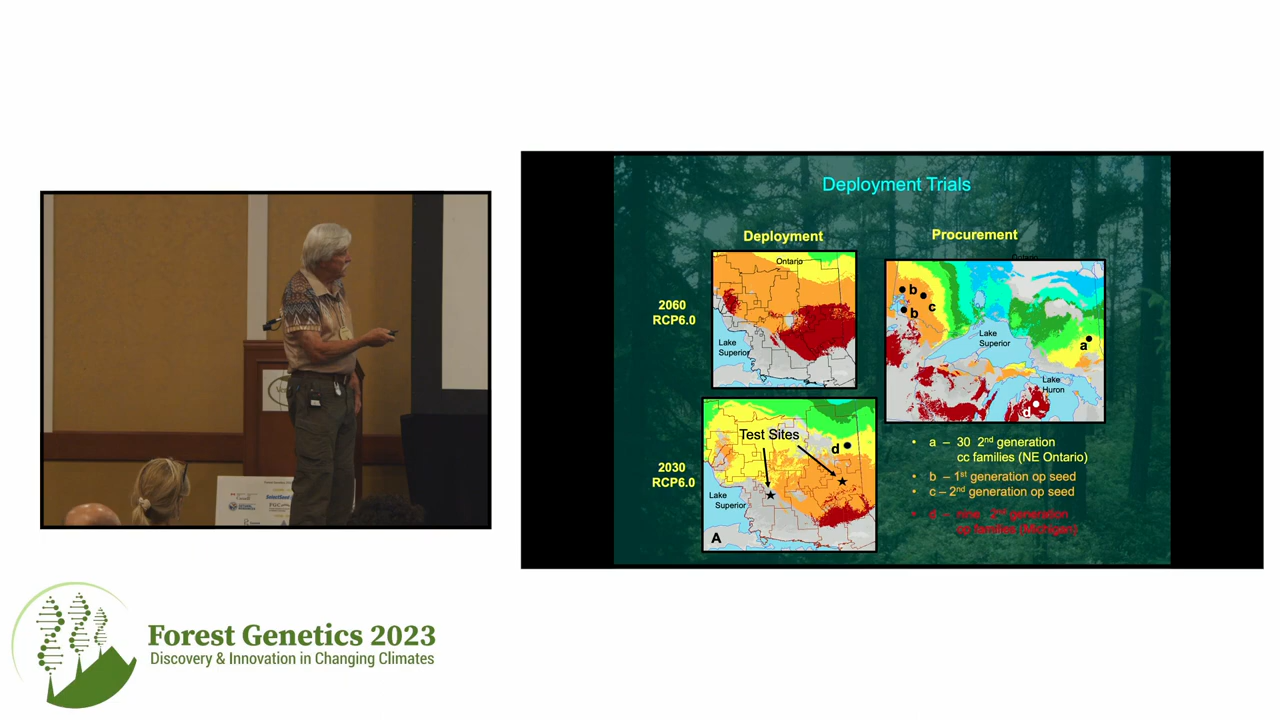 Deployment Trials
Deployment
Procurement
Ontario
2060
RCP6.0
Lake
Superior
b
c
b
Lake
Superior
a
Lake
Huron
d
Test Sites
d
2030
RCP6.0
Lake
Superior
A
• a – 30 2nd generation
cc families (NE Ontario)
• b – 1st generation op seed
• c – 2nd generation op seed
• d – nine 2nd generation
op families (Michigan)
Forest Genetics 2023
Discovery & Innovation in Changing Climates